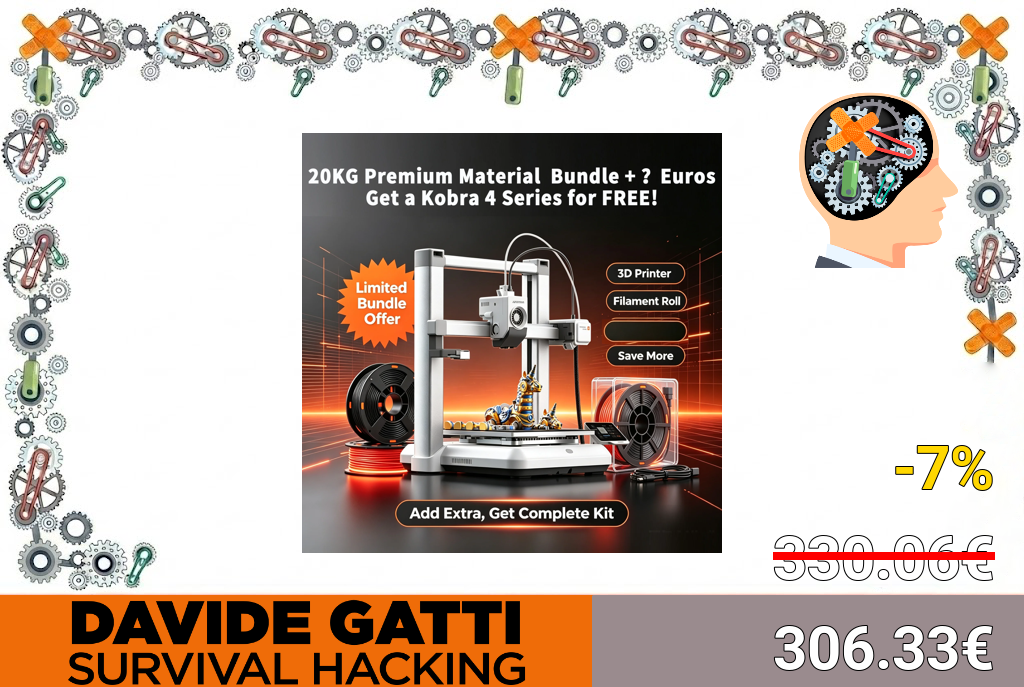 20KG Premium Material Bundle + ? Euros
Get a Kobra 4 Series for FREE!
Limited
Bundle
Offer
3D Printer
Filament Roll
Save More
Add Extra, Get Complete Kit
-7%
330.06€
DAVIDE GATTI
SURVIVAL HACKING
306.33€